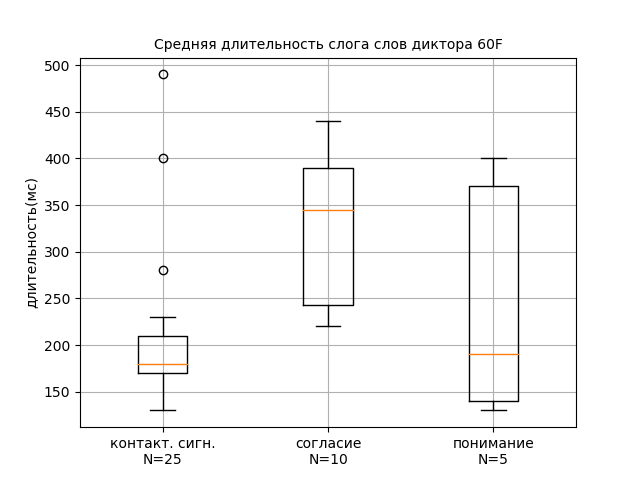 Средняя длительность слога слов диктора 60F
длительность(мс)
500
450
400
350
300
250
200
150
контакт. сигн.
N=25
согласие
N=10
понимание
N=5